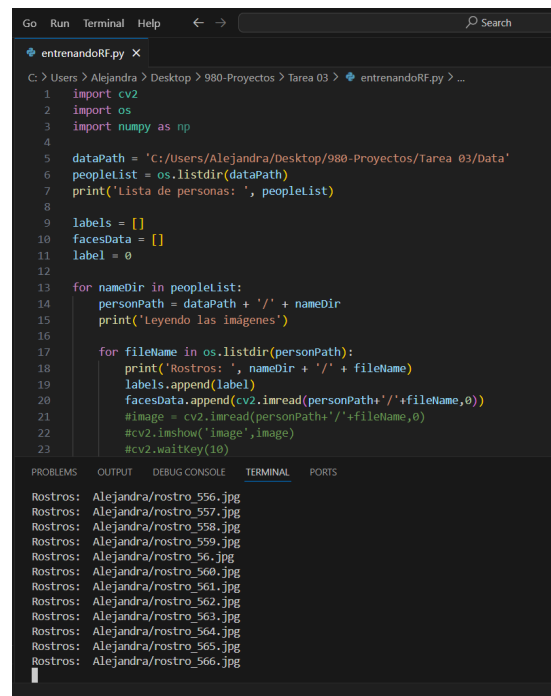 Go Run Terminal Help ← → Search
entrenandoRF.py ×
C: > Users > Alejandra > Desktop > 980-Proyectos > Tarea 03 > entrenandoRF.py > ...
1 import cv2
2 import os
3 import numpy as np
4
5 dataPath = 'C:/Users/Alejandra/Desktop/980-Proyectos/Tarea 03/Data'
6 peopleList = os.listdir(dataPath)
7 print('Lista de personas: ', peopleList)
8
9 labels = []
10 facesData = []
11 label = 0
12
13 for nameDir in peopleList:
14     personPath = dataPath + '/' + nameDir
15     print('Leyendo las imágenes')
16
17     for fileName in os.listdir(personPath):
18         print('Rostros: ', nameDir + '/' + fileName)
19         labels.append(label)
20         facesData.append(cv2.imread(personPath+'/'+fileName,0))
21         #image = cv2.imread(personPath+'/'+fileName,0)
22         #cv2.imshow('image',image)
23         #cv2.waitKey(10)
PROBLEMS OUTPUT DEBUG CONSOLE TERMINAL PORTS
Rostros:  Alejandra/rostro_556.jpg
Rostros:  Alejandra/rostro_557.jpg
Rostros:  Alejandra/rostro_558.jpg
Rostros:  Alejandra/rostro_559.jpg
Rostros:  Alejandra/rostro_56.jpg
Rostros:  Alejandra/rostro_560.jpg
Rostros:  Alejandra/rostro_561.jpg
Rostros:  Alejandra/rostro_562.jpg
Rostros:  Alejandra/rostro_563.jpg
Rostros:  Alejandra/rostro_564.jpg
Rostros:  Alejandra/rostro_565.jpg
Rostros:  Alejandra/rostro_566.jpg